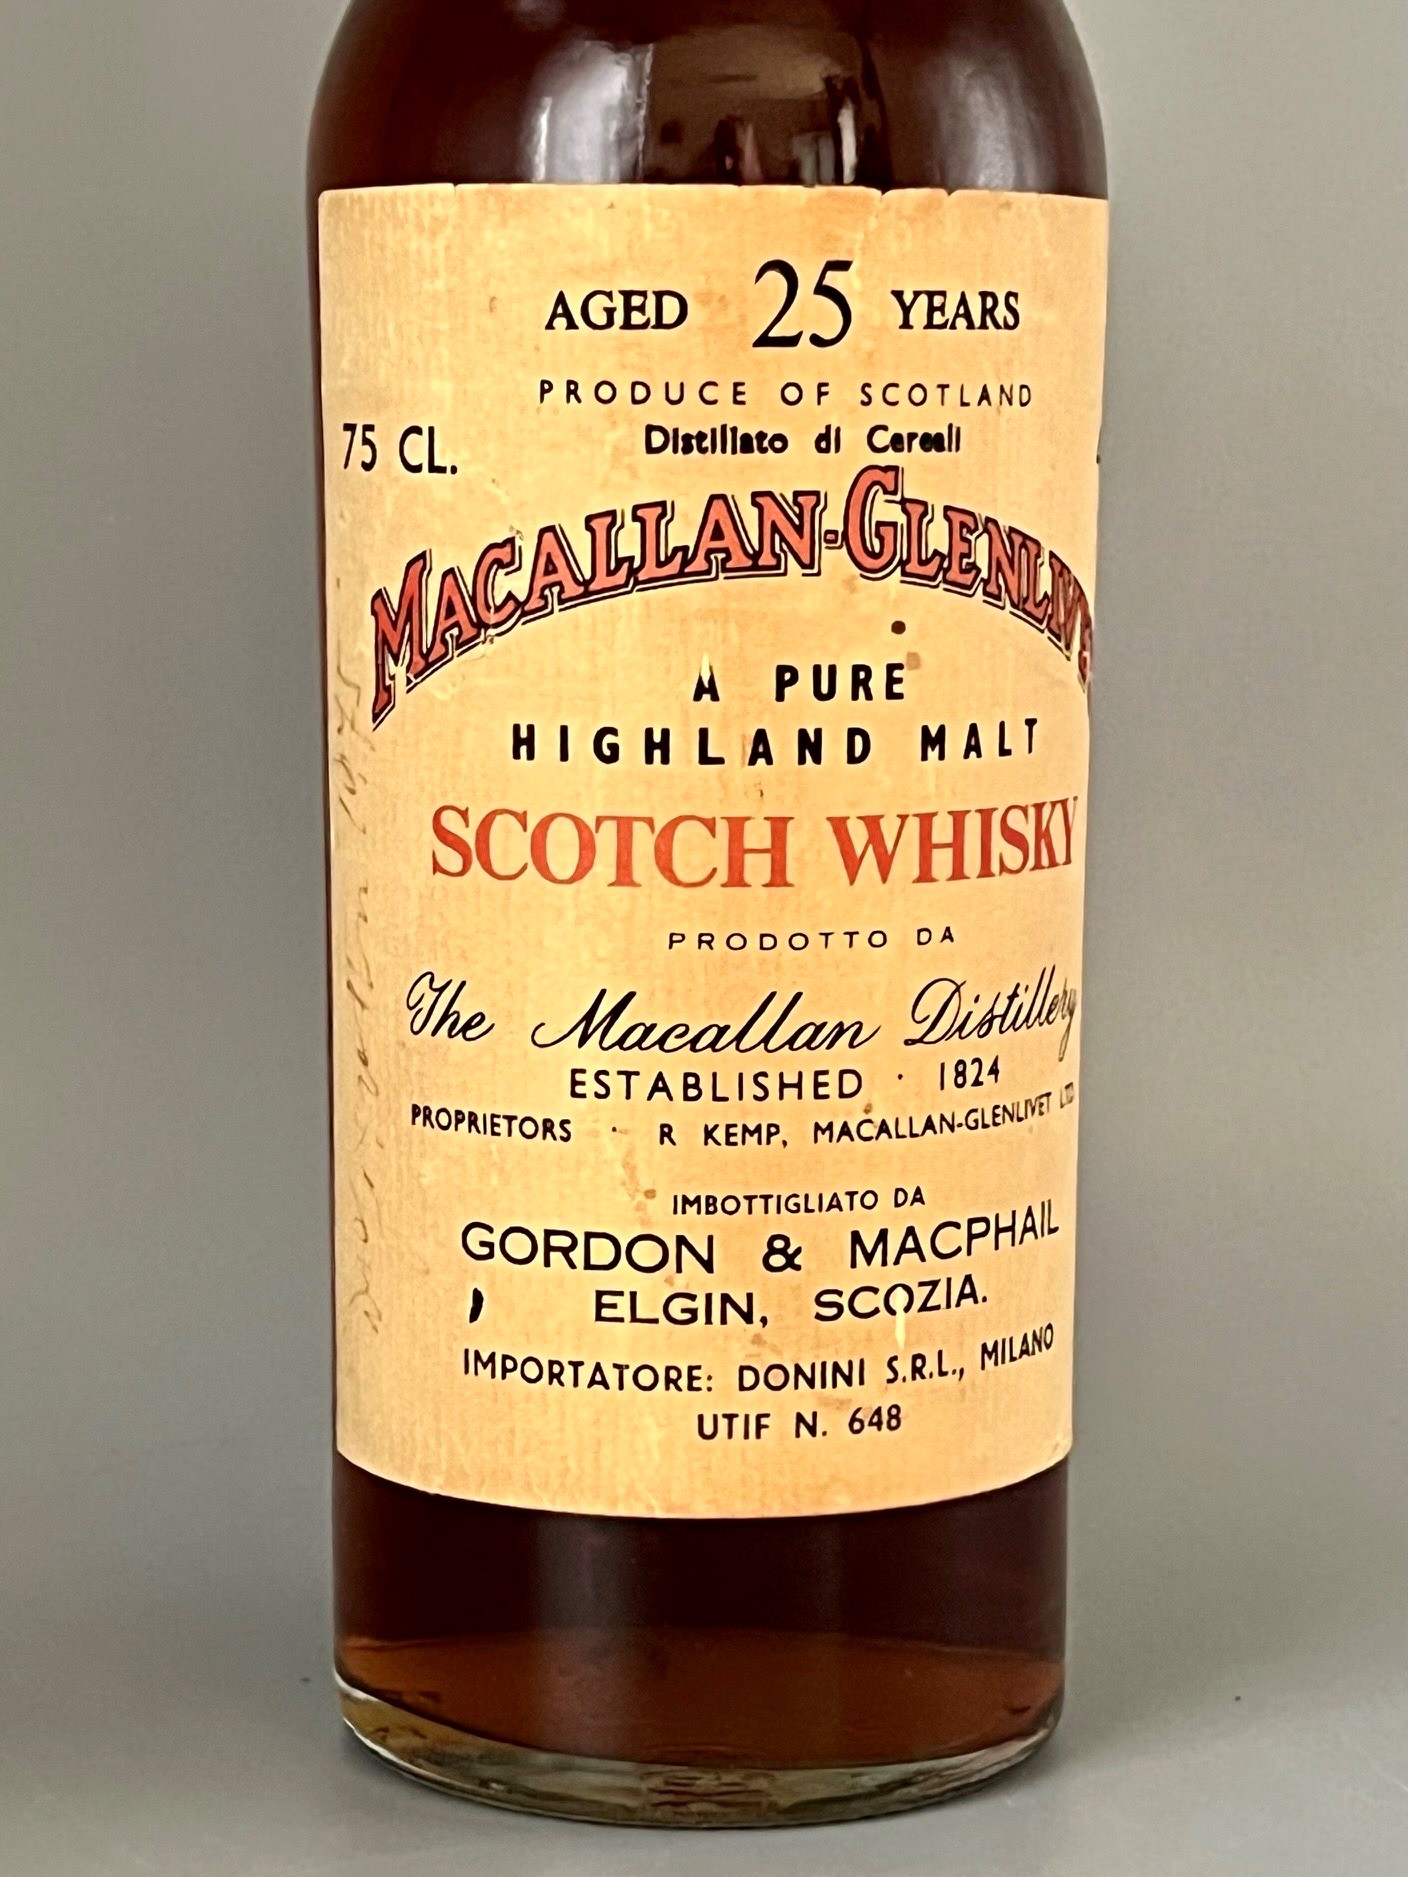 AGED 25 YEARS
PRODUCE OF SCOTLAND
Distillato di Cereali
75 CL.
MACALLAN-GLENLIVET
A PURE
HIGHLAND MALT
SCOTCH WHISKY
PRODOTTO DA
The Macallan Distillery
ESTABLISHED · 1824
PROPRIETORS · R KEMP, MACALLAN-GLENLIVET LTD.
IMBOTTIGLIATO DA
GORDON & MACPHAIL
ELGIN, SCOZIA.
IMPORTATORE: DONINI S.R.L., MILANO
UTIF N. 648